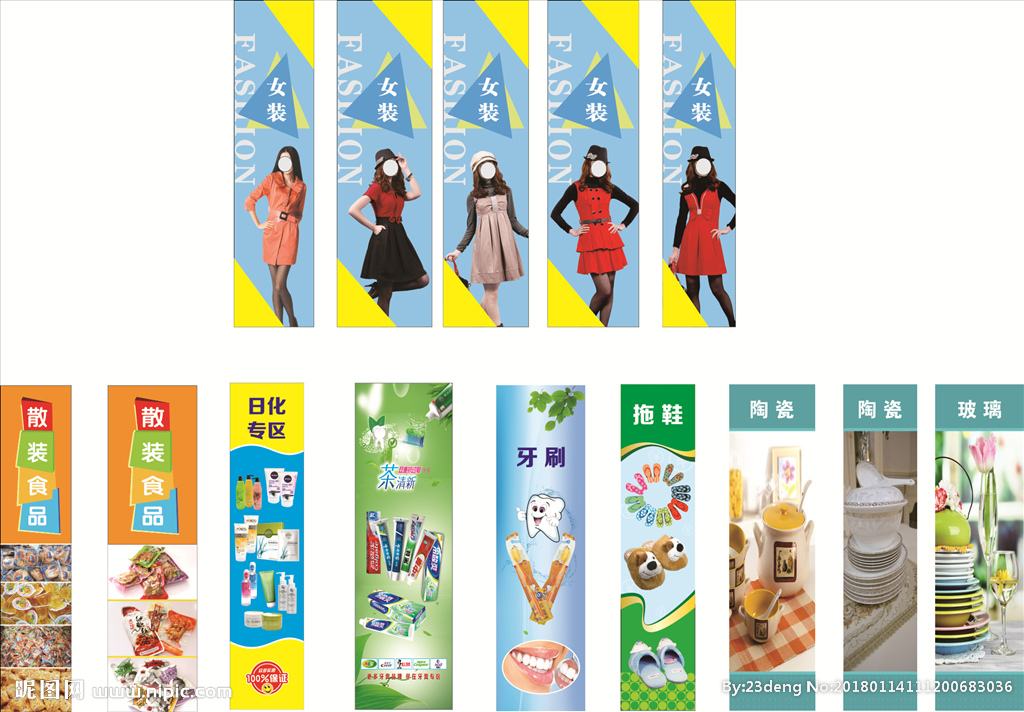 FASHION
女装
FASHION
女装
FASHION
女装
FASHION
女装
FASHION
女装
散装食品
散装食品
日化
专区
100%保证
茶清新
牙刷
拖鞋
陶瓷
陶瓷
玻璃
昵图网 www.nipic.com
By:23deng No:20180114111200683036